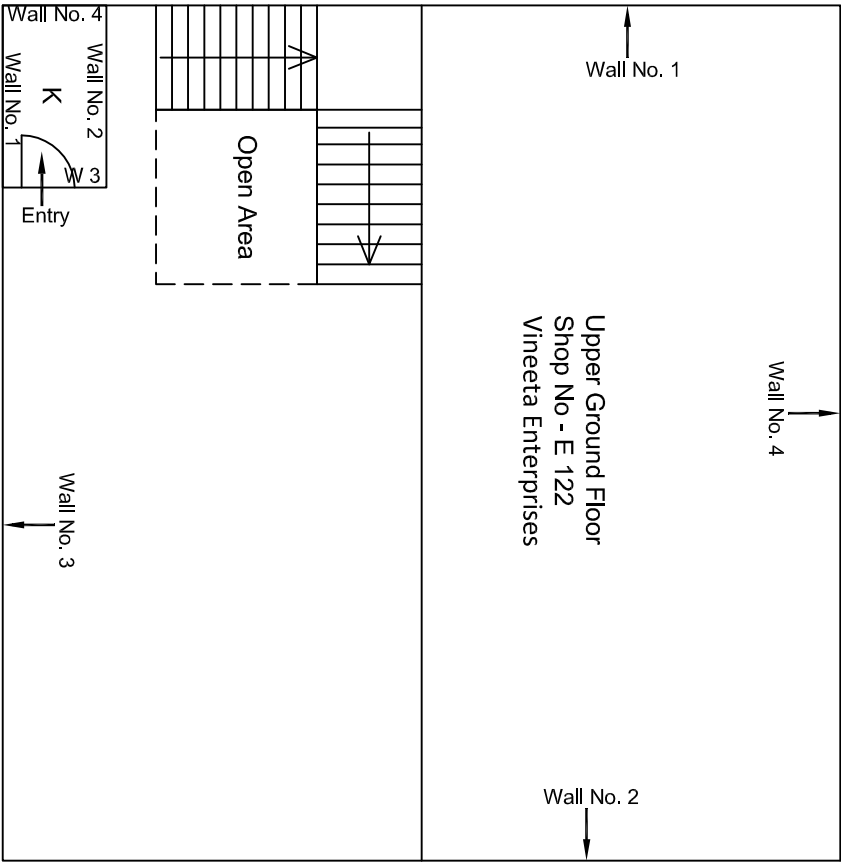 Wall No. 4
Wall No. 1
Wall No. 2
K
W 3
Entry
Open Area
Wall No. 1
Upper Ground Floor
Shop No - E 122
Vineeta Enterprises
Wall No. 4
Wall No. 3
Wall No. 2